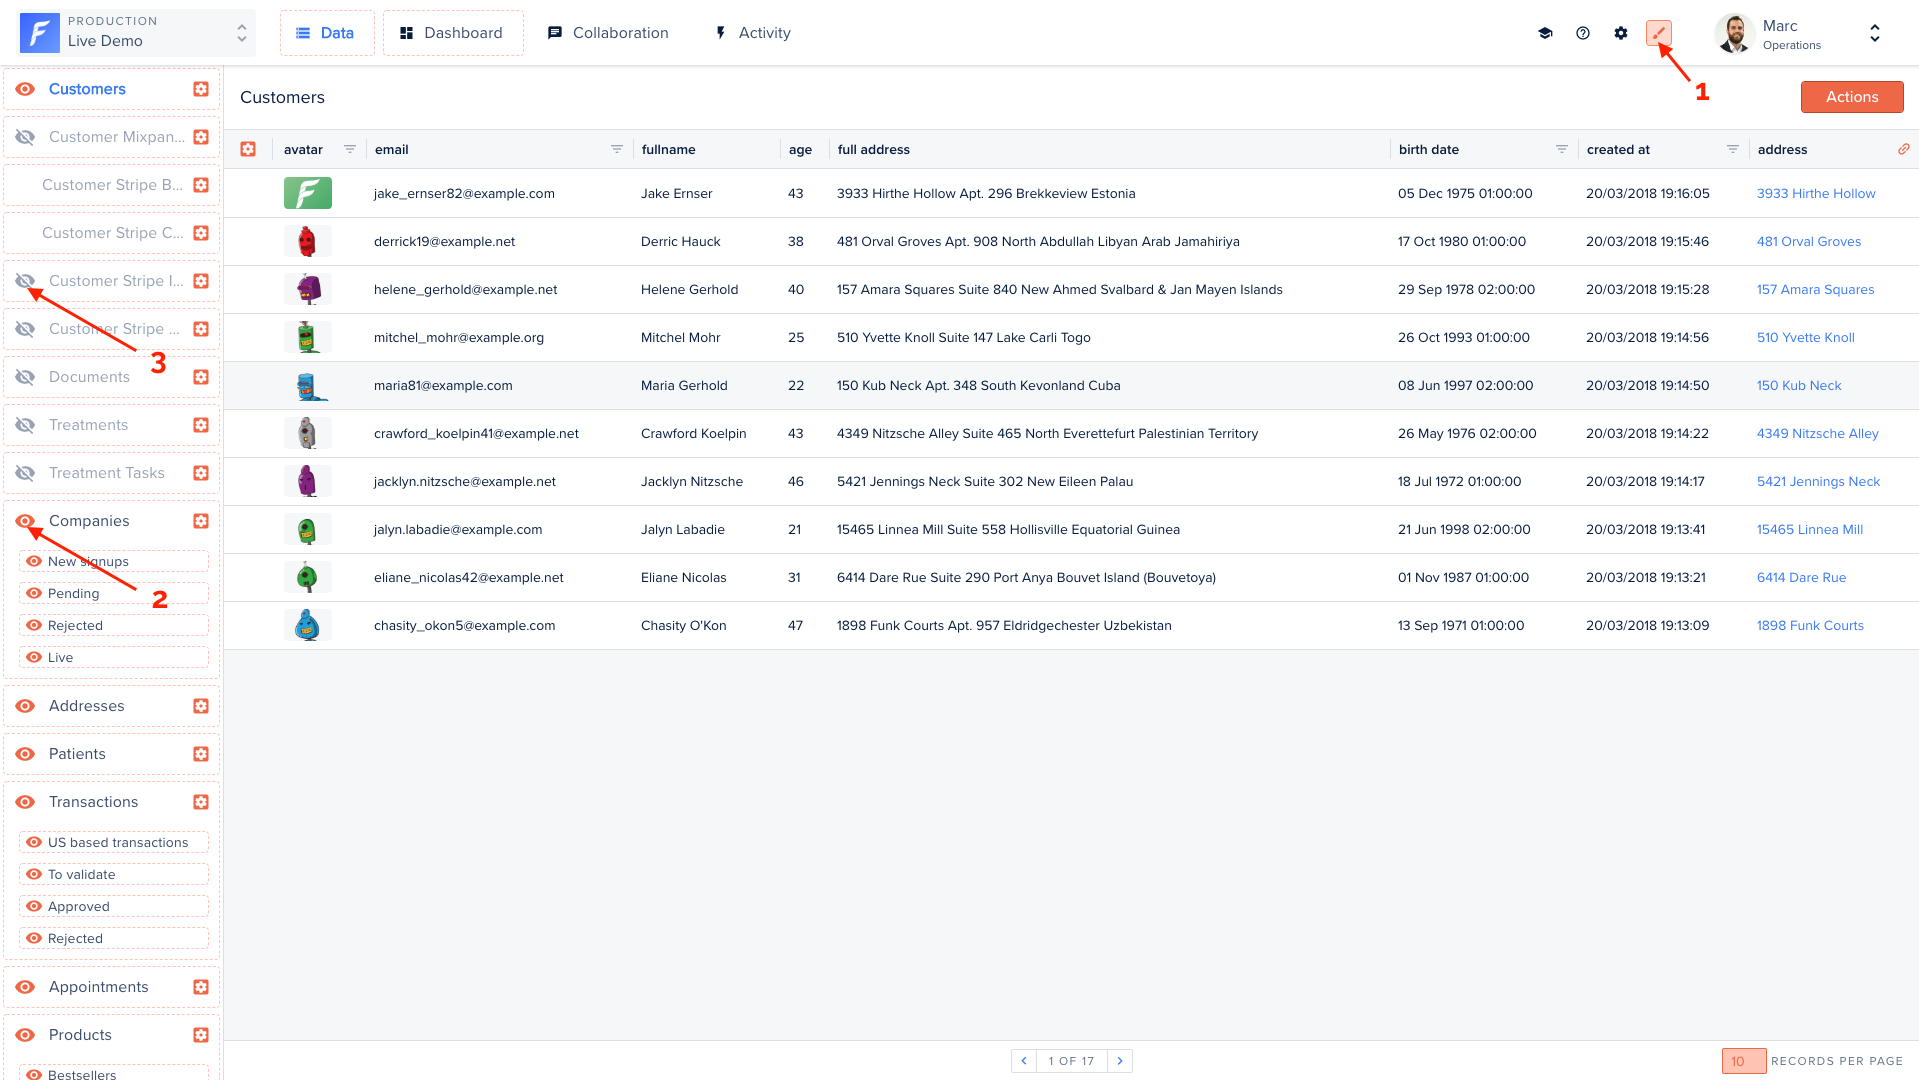 PRODUCTION
Live Demo
Data
Dashboard
Collaboration
Activity
Marc
Operations
1
Customers
Customer Mixpan...
Customer Stripe B...
Customer Stripe C...
Customer Stripe I...
Customer Stripe ...
3
Documents
Treatments
Treatment Tasks
Companies
New signups
Pending
2
Rejected
Live
Addresses
Patients
Transactions
US based transactions
To validate
Approved
Rejected
Appointments
Products
Bestsellers
Customers
Actions
avatar email fullname age full address birth date created at address
jake_ernser82@example.com Jake Ernser 43 3933 Hirthe Hollow Apt. 296 Brekkeview Estonia 05 Dec 1975 01:00:00 20/03/2018 19:16:05 3933 Hirthe Hollow
derrick19@example.net Derric Hauck 38 481 Orval Groves Apt. 908 North Abdullah Libyan Arab Jamahiriya 17 Oct 1980 01:00:00 20/03/2018 19:15:46 481 Orval Groves
helene_gerhold@example.net Helene Gerhold 40 157 Amara Squares Suite 840 New Ahmed Svalbard & Jan Mayen Islands 29 Sep 1978 02:00:00 20/03/2018 19:15:28 157 Amara Squares
mitchel_mohr@example.org Mitchel Mohr 25 510 Yvette Knoll Suite 147 Lake Carli Togo 26 Oct 1993 01:00:00 20/03/2018 19:14:56 510 Yvette Knoll
maria81@example.com Maria Gerhold 22 150 Kub Neck Apt. 348 South Kevonland Cuba 08 Jun 1997 02:00:00 20/03/2018 19:14:50 150 Kub Neck
crawford_koelpin41@example.net Crawford Koelpin 43 4349 Nitzsche Alley Suite 465 North Everettefurt Palestinian Territory 26 May 1976 02:00:00 20/03/2018 19:14:22 4349 Nitzsche Alley
jacklyn.nitzsche@example.net Jacklyn Nitzsche 46 5421 Jennings Neck Suite 302 New Eileen Palau 18 Jul 1972 01:00:00 20/03/2018 19:14:17 5421 Jennings Neck
jalyn.labadie@example.com Jalyn Labadie 21 15465 Linnea Mill Suite 558 Hollisville Equatorial Guinea 21 Jun 1998 02:00:00 20/03/2018 19:13:41 15465 Linnea Mill
eliane_nicolas42@example.net Eliane Nicolas 31 6414 Dare Rue Suite 290 Port Anya Bouvet Island (Bouvetoya) 01 Nov 1987 01:00:00 20/03/2018 19:13:21 6414 Dare Rue
chasity_okon5@example.com Chasity O'Kon 47 1898 Funk Courts Apt. 957 Eldridgechester Uzbekistan 13 Sep 1971 01:00:00 20/03/2018 19:13:09 1898 Funk Courts
1 OF 17
10 RECORDS PER PAGE